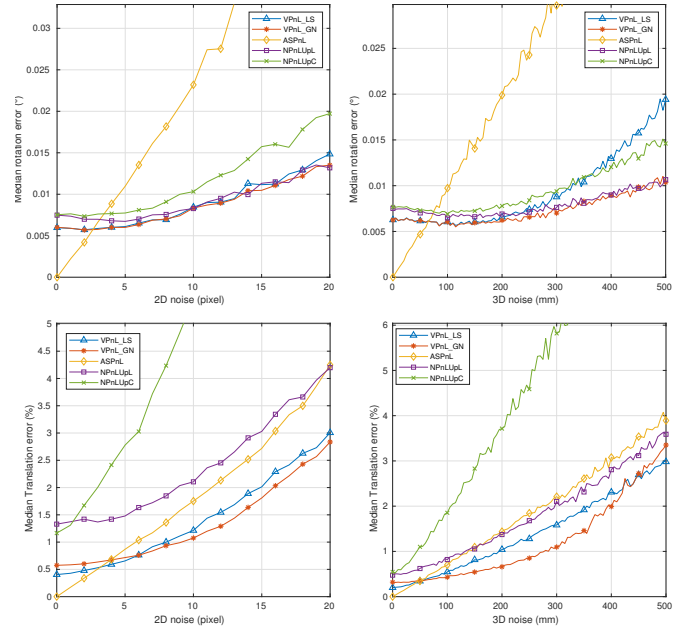 VPnL_LS
VPnL_GN
ASPnL
NPnLUpL
NPnLUpC
Median rotation error (°)
0.03
0.025
0.02
0.015
0.01
0.005
0
0 5 10 15 20
2D noise (pixel)
VPnL_LS
VPnL_GN
ASPnL
NPnLUpL
NPnLUpC
Median rotation error (°)
0.025
0.02
0.015
0.01
0.005
0
0 100 200 300 400 500
3D noise (mm)
VPnL_LS
VPnL_GN
ASPnL
NPnLUpL
NPnLUpC
Median Translation error (%)
5
4.5
4
3.5
3
2.5
2
1.5
1
0.5
0
0 5 10 15 20
2D noise (pixel)
VPnL_LS
VPnL_GN
ASPnL
NPnLUpL
NPnLUpC
Median Translation error (%)
6
5
4
3
2
1
0
0 100 200 300 400 500
3D noise (mm)